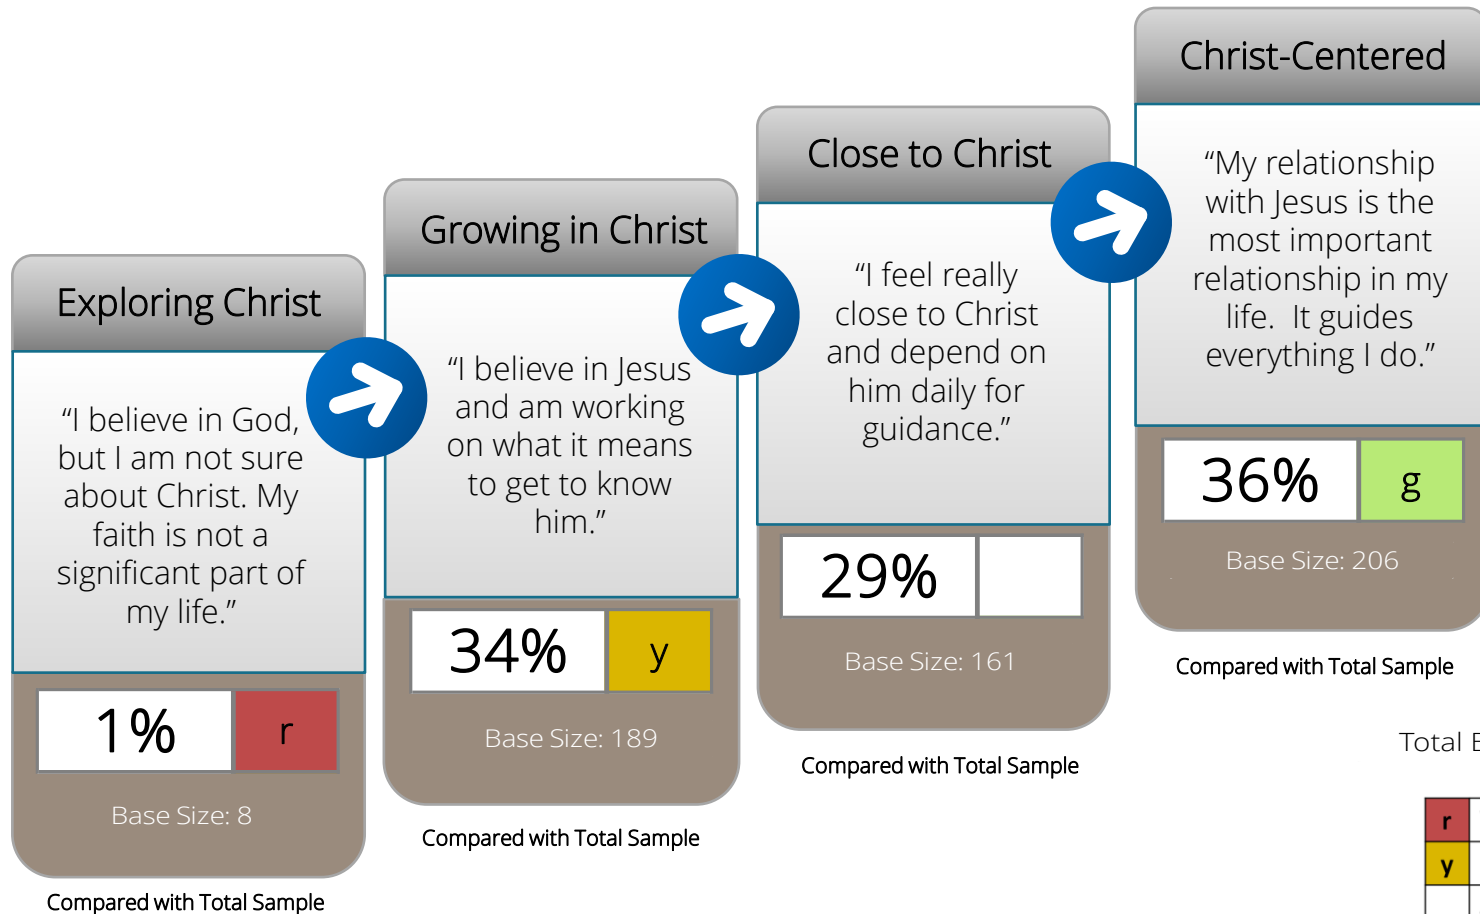 Exploring Christ
“I believe in God,
but I am not sure
about Christ. My
faith is not a
significant part of
my life.”
1%
r
Base Size: 8
Compared with Total Sample
Growing in Christ
“I believe in Jesus
and am working
on what it means
to get to know
him.”
34%
y
Base Size: 189
Compared with Total Sample
Close to Christ
“I feel really
close to Christ
and depend on
him daily for
guidance.”
29%
Base Size: 161
Compared with Total Sample
Christ-Centered
“My relationship
with Jesus is the
most important
relationship in my
life.  It guides
everything I do.”
36%
g
Base Size: 206
Compared with Total Sample
Total
r
y